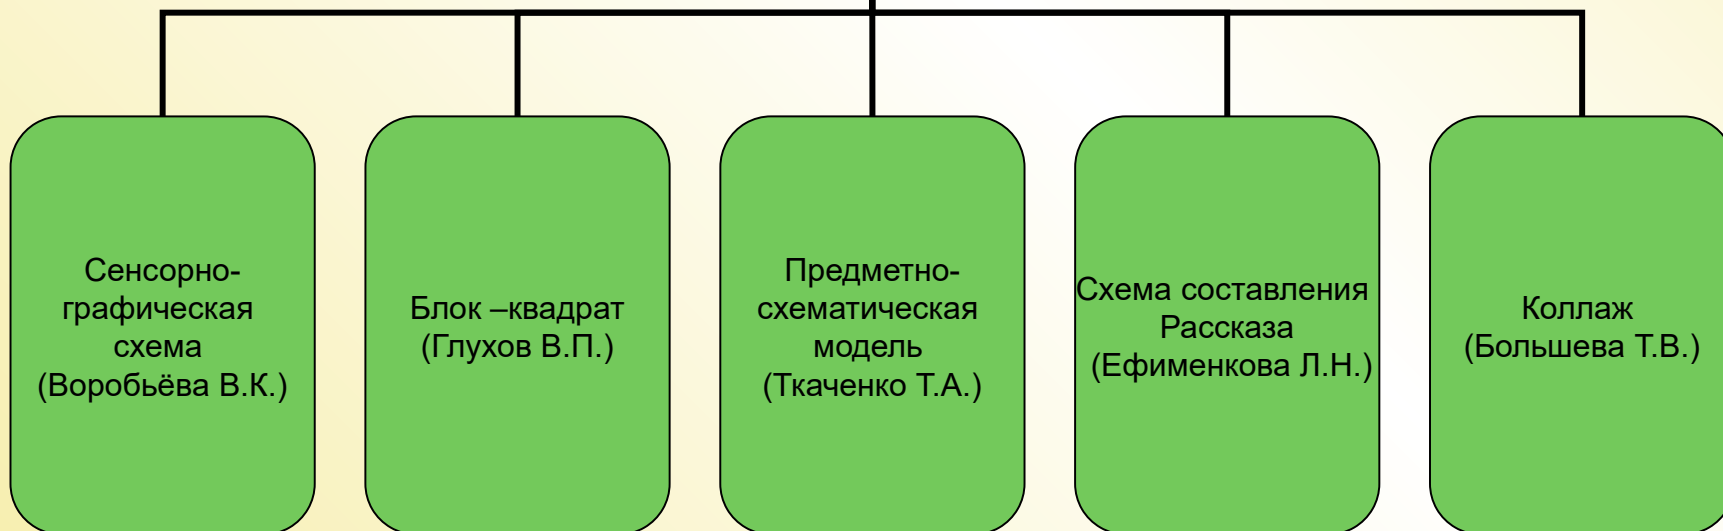 Сенсорно-
графическая
схема
(Воробьёва В.К.)
Блок –квадрат
(Глухов В.П.)
Предметно-
схематическая
модель
(Ткаченко Т.А.)
Схема составления
Рассказа
(Ефименкова Л.Н.)
Коллаж
(Большева Т.В.)